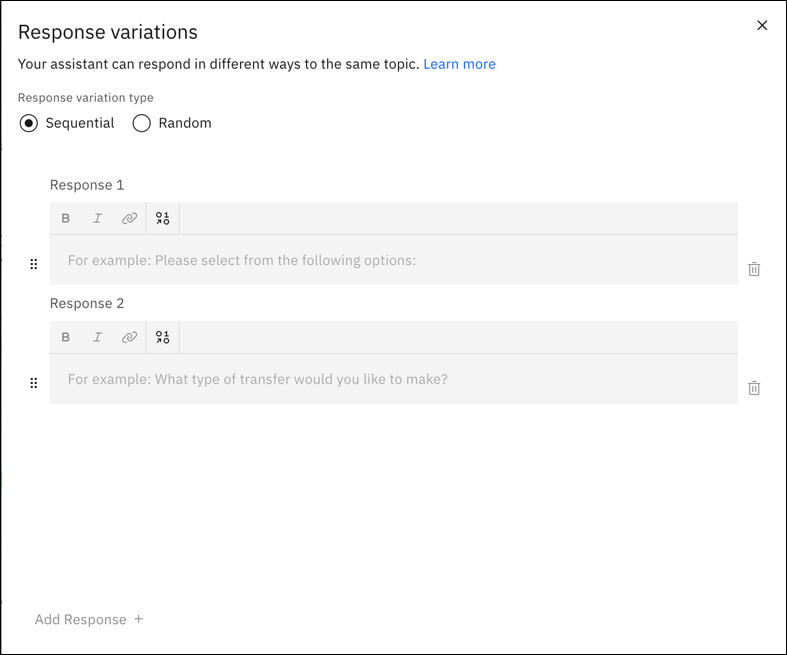 Response variations
Your assistant can respond in different ways to the same topic. Learn more
Response variation type
Sequential Random
Response 1
B I
For example: Please select from the following options:
Response 2
B I
For example: What type of transfer would you like to make?
Add Response +